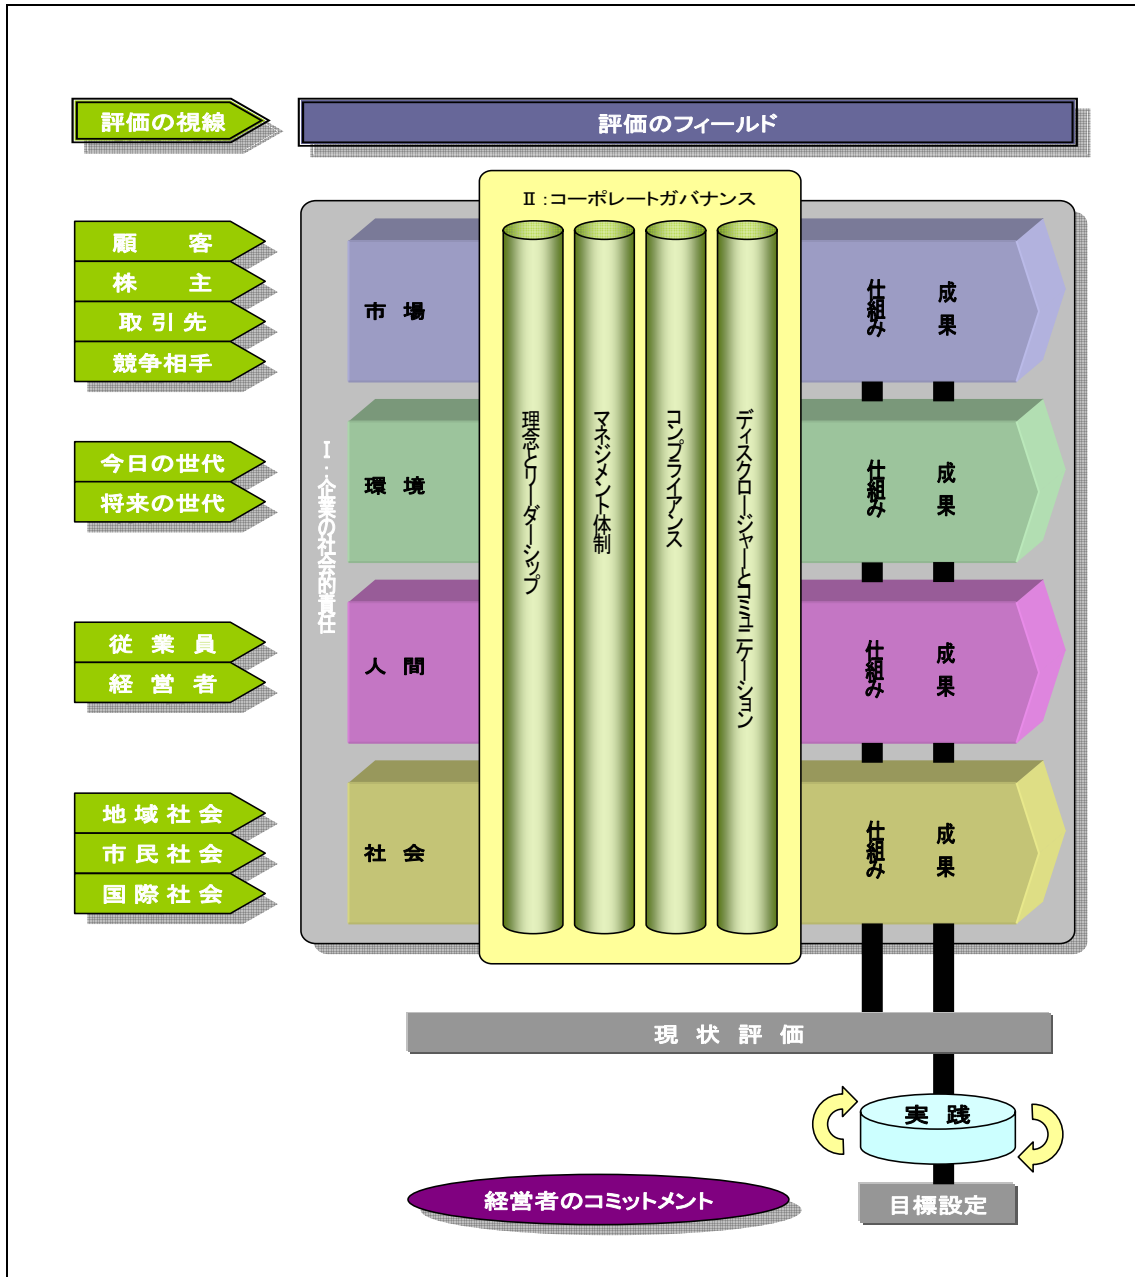 評価の視線
評価のフィールド
Ⅱ：コーポレートガバナンス
顧　客
株　主
取引先
競争相手
今日の世代
将来の世代
従業員
経営者
地域社会
市民社会
国際社会
Ⅰ：企業の社会的責任
市場
環境
人間
社会
理念とリーダーシップ
マネジメント体制
コンプライアンス
ディスクロージャーとコミュニケーション
仕組み
成果
仕組み
成果
仕組み
成果
仕組み
成果
現状評価
実践
経営者のコミットメント
目標設定